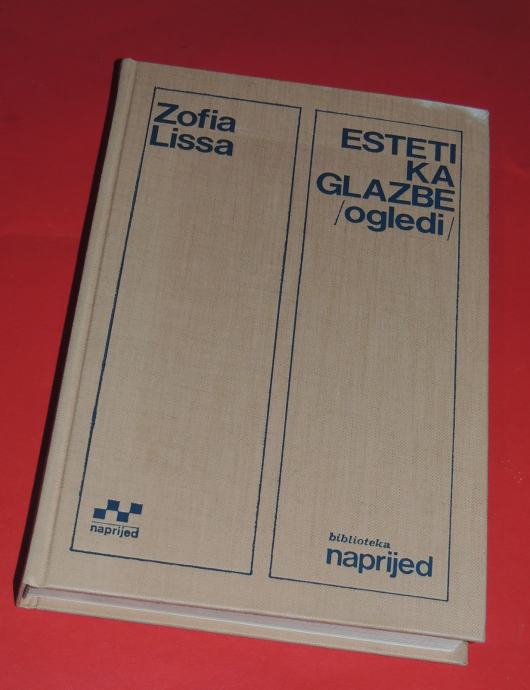 Zofia
Lissa
ESTETI
KA
GLAZBE
/ogledi/
naprijed
biblioteka
naprijed